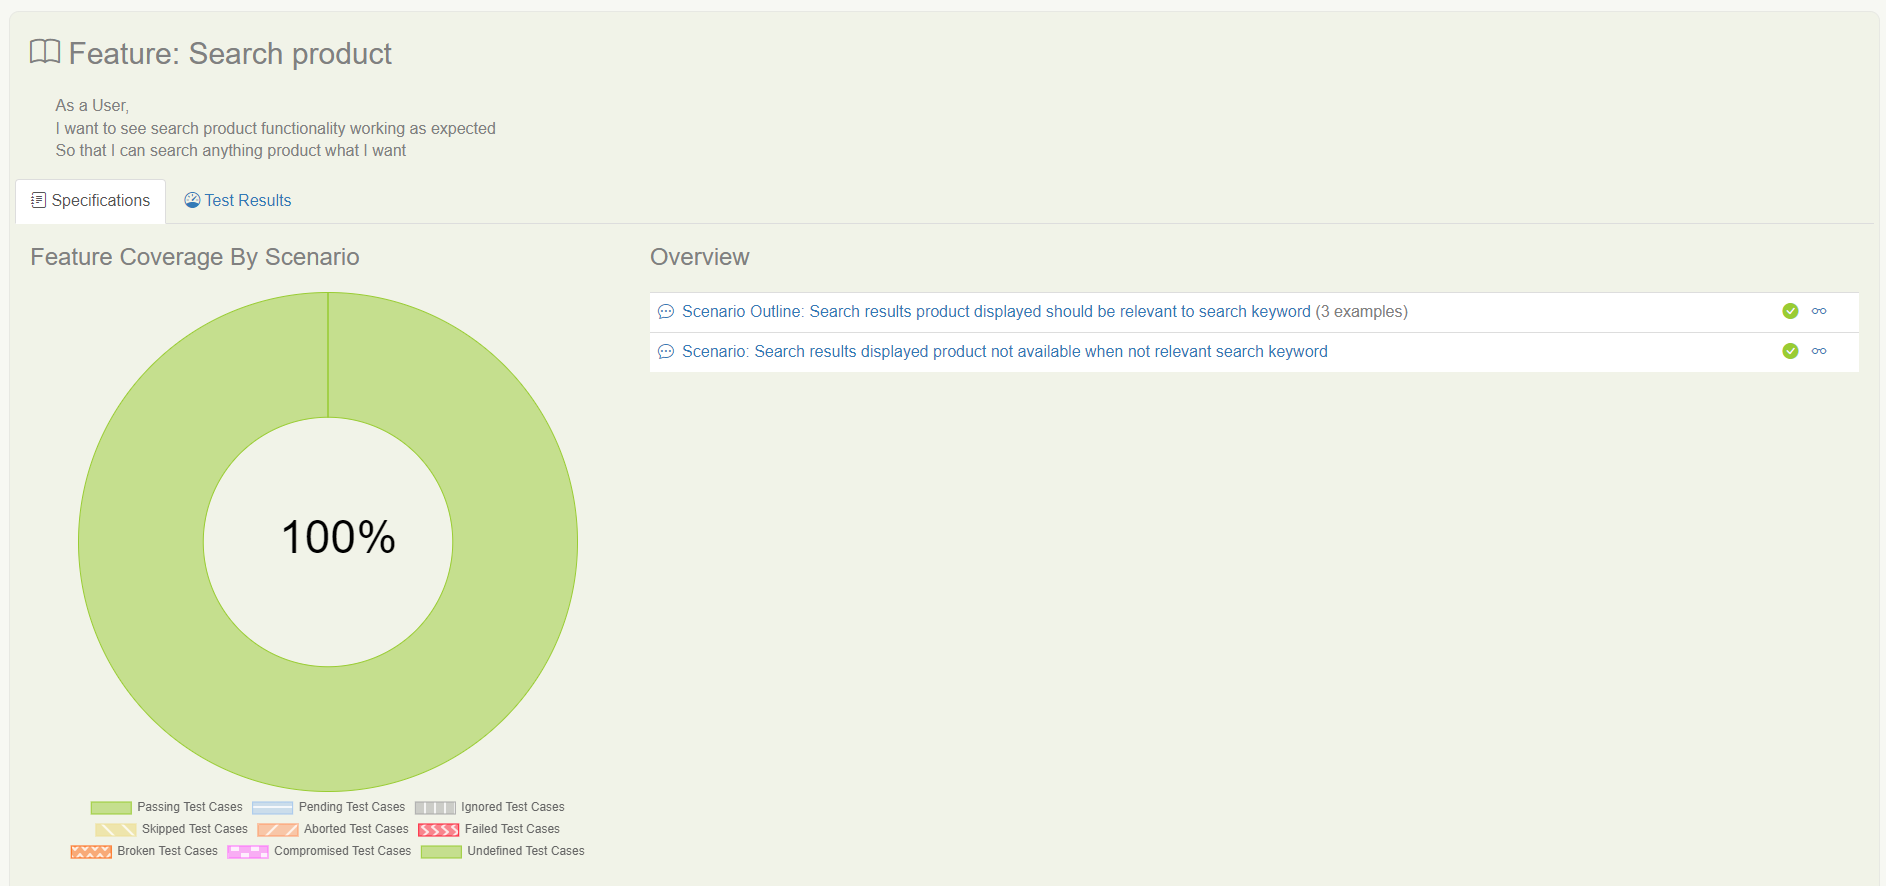 Feature: Search product
As a User,
I want to see search product functionality working as expected
So that I can search anything product what I want
Specifications
Test Results
Feature Coverage By Scenario
100%
Passing Test Cases
Pending Test Cases
Ignored Test Cases
Skipped Test Cases
Aborted Test Cases
Failed Test Cases
Broken Test Cases
Compromised Test Cases
Undefined Test Cases
Overview
Scenario Outline: Search results product displayed should be relevant to search keyword (3 examples)
Scenario: Search results displayed product not available when not relevant search keyword